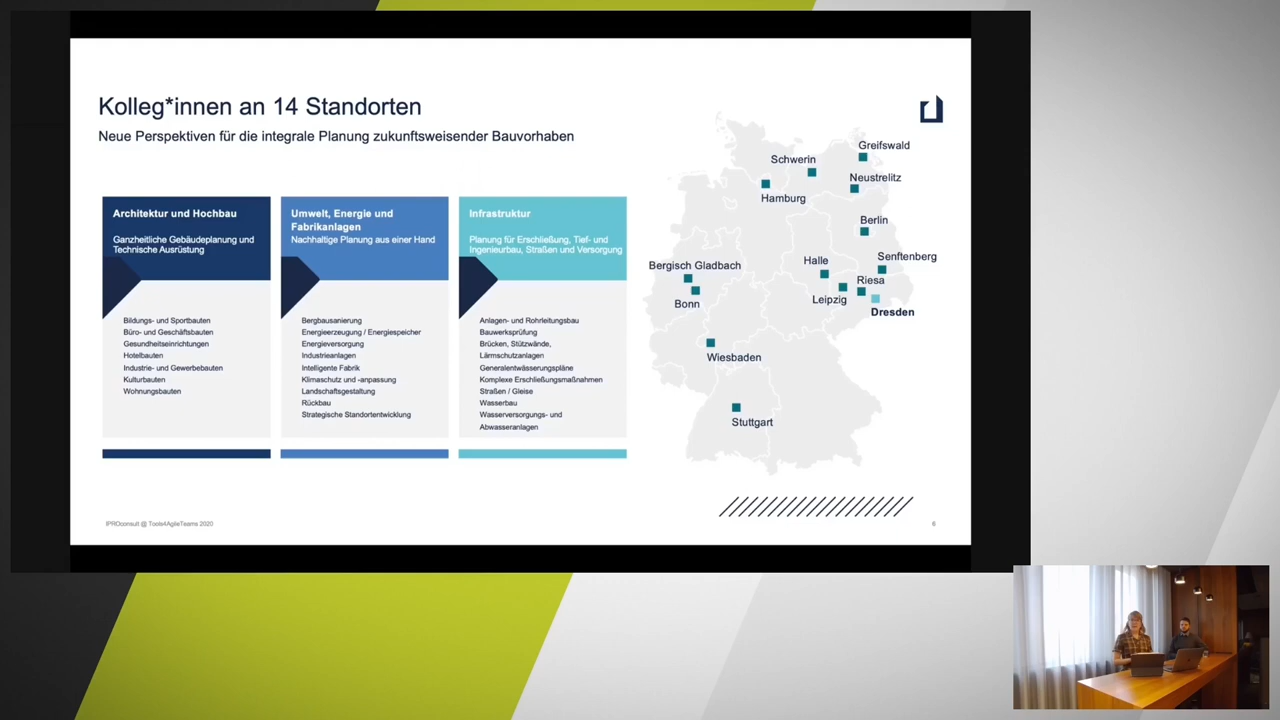 Kolleg*innen an 14 Standorten
Neue Perspektiven für die integrale Planung zukunftsweisender Bauvorhaben
Architektur und Hochbau
Ganzheitliche Gebäudeplanung und
Technische Ausrüstung
Bildungs- und Sportbauten
Büro- und Geschäftsbauten
Gesundheitseinrichtungen
Hotelbauten
Industrie- und Gewerbebauten
Kulturbauten
Wohnungsbauten
Umwelt, Energie und
Fabrikanlagen
Nachhaltige Planung aus einer Hand
Bergbausanierung
Energieerzeugung / Energiespeicher
Energieversorgung
Industrieanlagen
Intelligente Fabrik
Klimaschutz und -anpassung
Landschaftsgestaltung
Rückbau
Strategische Standortentwicklung
Infrastruktur
Planung für Erschließung, Tief- und
Ingenieurbau, Straßen und Versorgung
Anlagen- und Rohrleitungsbau
Bauwerksprüfung
Brücken, Stützwände,
Lärmschutzanlagen
Generalentwässerungspläne
Komplexe Erschließungsmaßnahmen
Straßen / Gleise
Wasserbau
Wasserversorgungs- und
Abwasseranlagen
Greifswald
Schwerin
Neustrelitz
Hamburg
Berlin
Senftenberg
Halle
Bergisch Gladbach
Riesa
Leipzig
Bonn
Dresden
Wiesbaden
Stuttgart
IPROconsult @ Tools4AgileTeams 2020
6